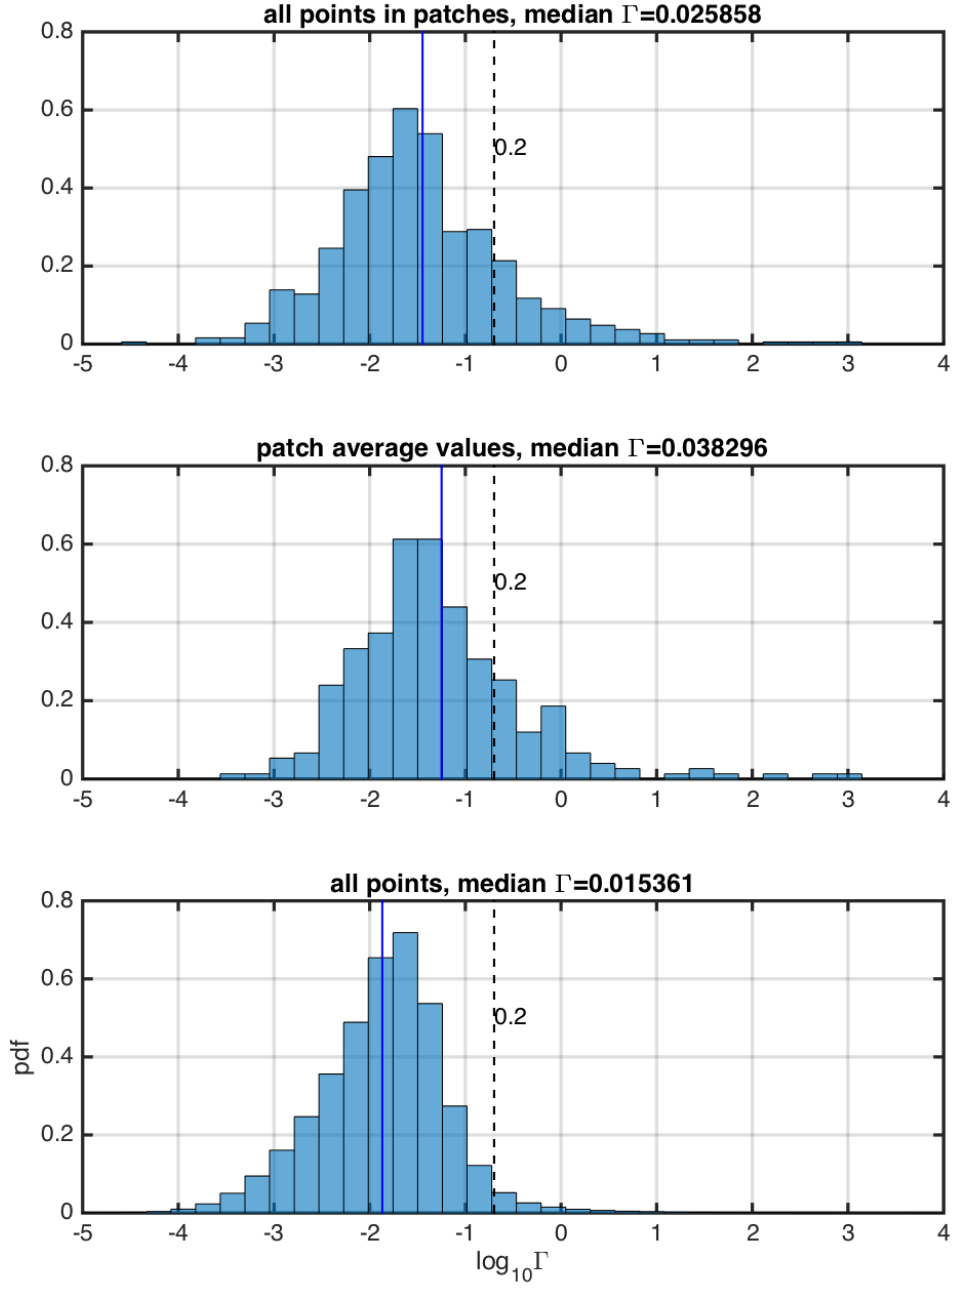 all points in patches, median Γ=0.025858
0.8
0.6
0.4
0.2
0
0.2
-5 -4 -3 -2 -1 0 1 2 3 4
patch average values, median Γ=0.038296
0.8
0.6
0.4
0.2
0
0.2
-5 -4 -3 -2 -1 0 1 2 3 4
all points, median Γ=0.015361
pdf
0.8
0.6
0.4
0.2
0
0.2
-5 -4 -3 -2 -1 0 1 2 3 4
log10Γ